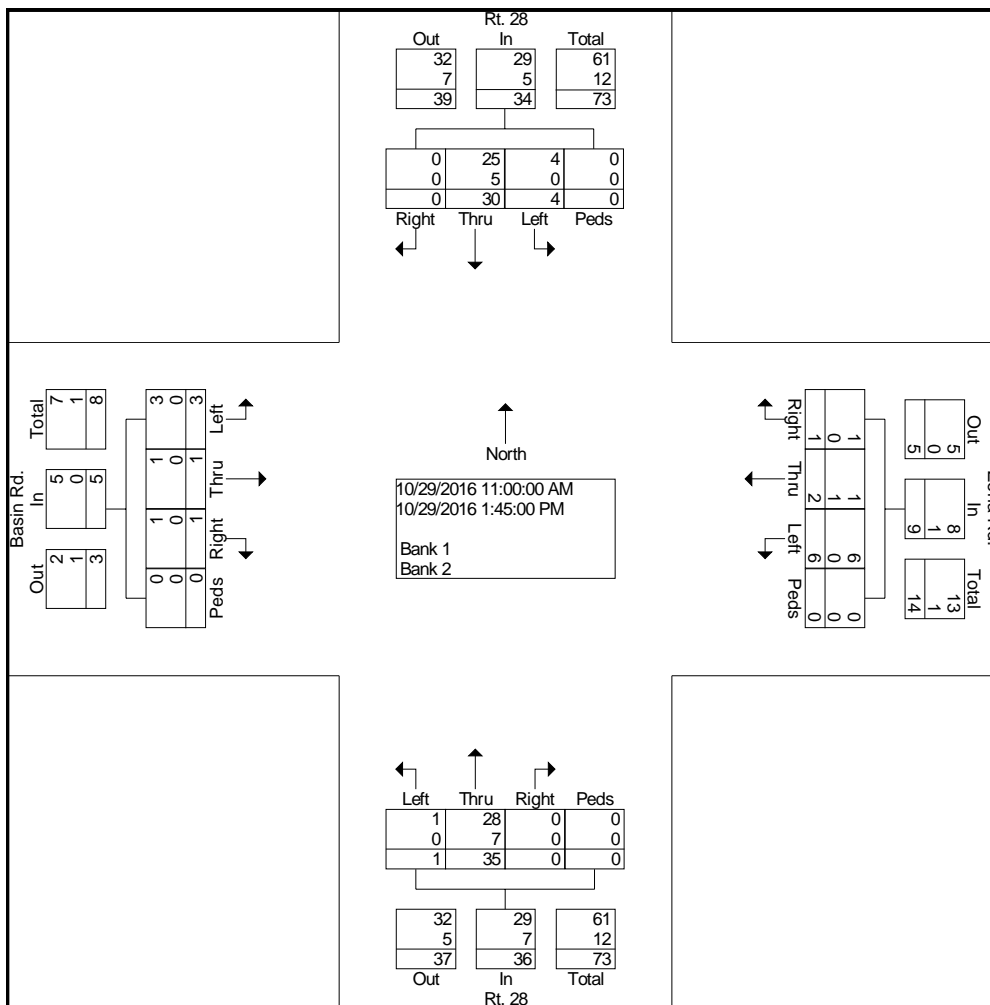 Rt. 28
Out In Total
32 29 61
7 5 12
39 34 73
0 25 4 0
0 5 0 0
0 30 4 0
Right Thru Left Peds
Total
7 1 8
Basin Rd.
In
5 0 5
Out
2 1 3
3 0 3
Left
1 0 1
Thru
1 0 1
Right
0 0 0
Peds
North
10/29/2016 11:00:00 AM
10/29/2016 1:45:00 PM
Bank 1
Bank 2
Right
1 0 1
Thru
2 1 1
Left
6 0 6
Peds
0 0 0
Out
5 0 5
In
9 1 8
Total
14 1 13
Left Thru Right Peds
1 28 0 0
0 7 0 0
1 35 0 0
32 29 61
5 7 12
37 36 73
Out In Total
Rt. 28